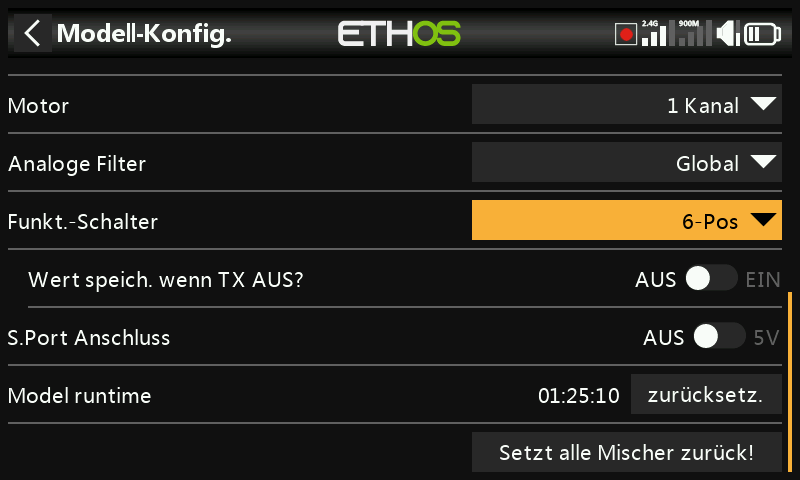 Modell-Konfig.
ETHOS
2.4G
900M
Motor
1 Kanal
Analoge Filter
Global
Funkt.-Schalter
6-Pos
Wert speich. wenn TX AUS?
AUS EIN
S.Port Anschluss
AUS 5V
Model runtime
01:25:10 zurücksetz.
Setzt alle Mischer zurück!